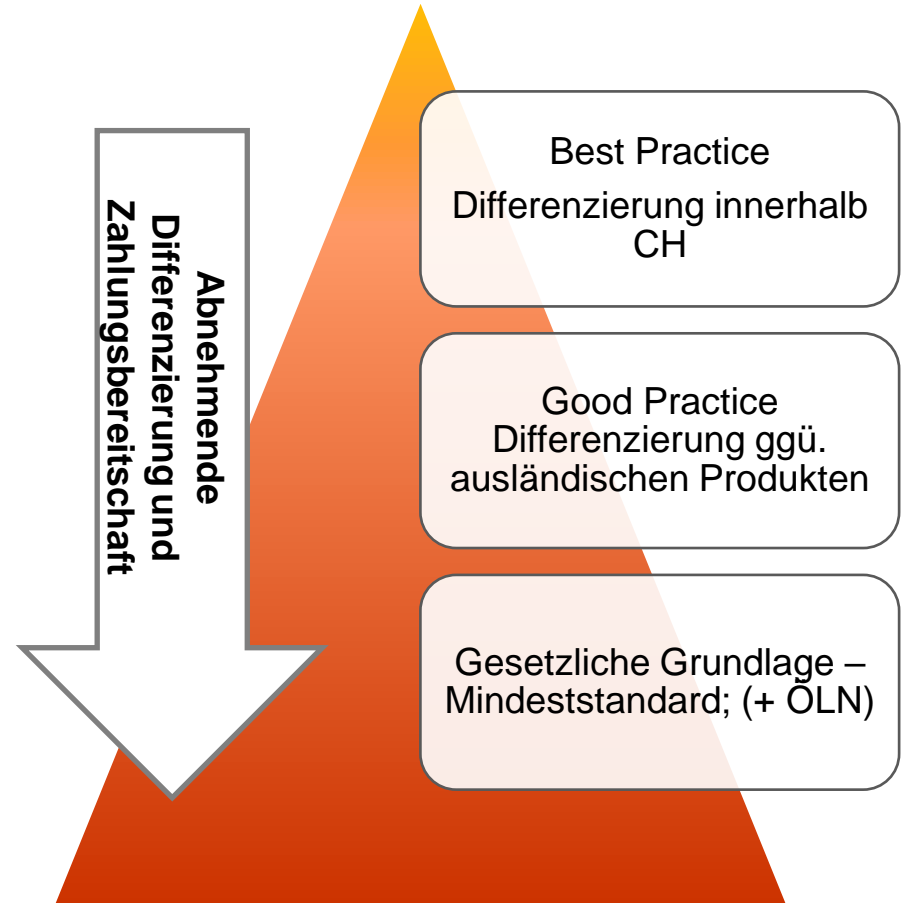 Abnehmende
Differenzierung und
Zahlungsbereitschaft
Best Practice
Differenzierung innerhalb
CH
Good Practice
Differenzierung ggü.
ausländischen Produkten
Gesetzliche Grundlage –
Mindeststandard; (+ ÖLN)